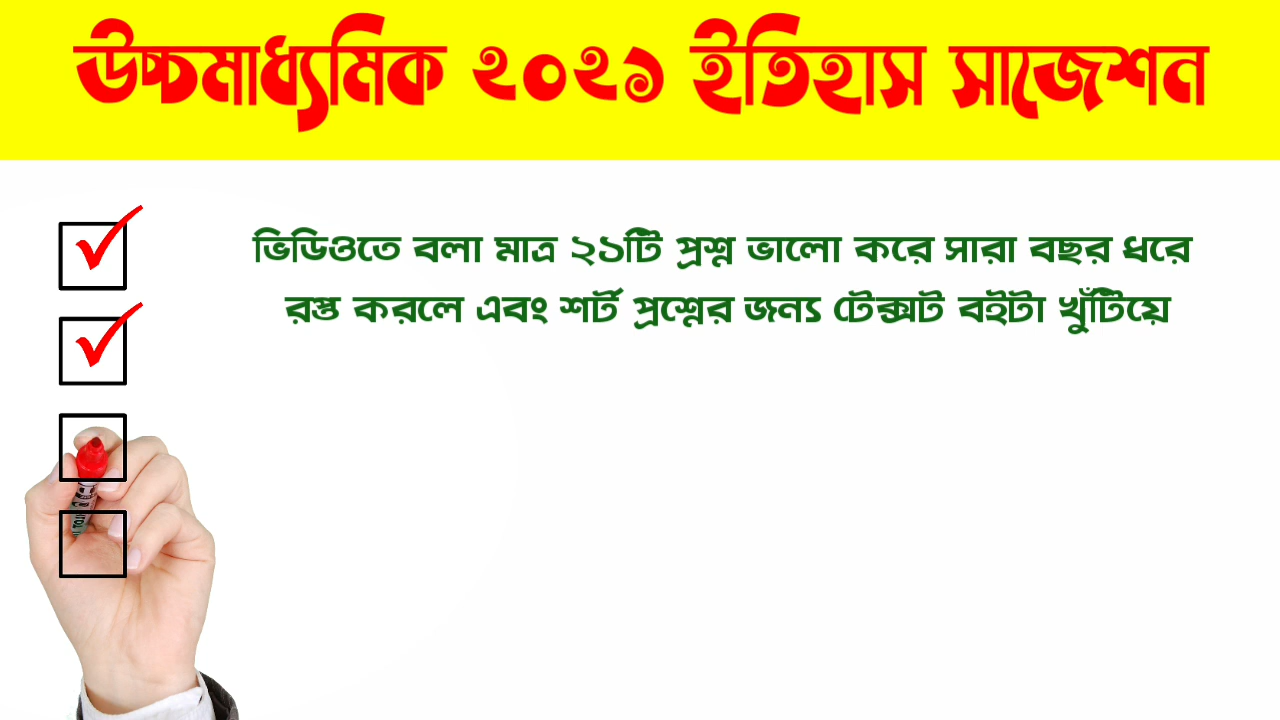 উচ্চমাধ্যমিক ২০২১ ইতিহাস সাজেশন
ভিডিওতে বলা মাত্র ২১টি প্রশ্ন ভালো করে সারা বছর ধরে
রপ্ত করলে এবং শর্ট প্রশ্নের জন্য টেক্সট বইটা খুঁটিয়ে